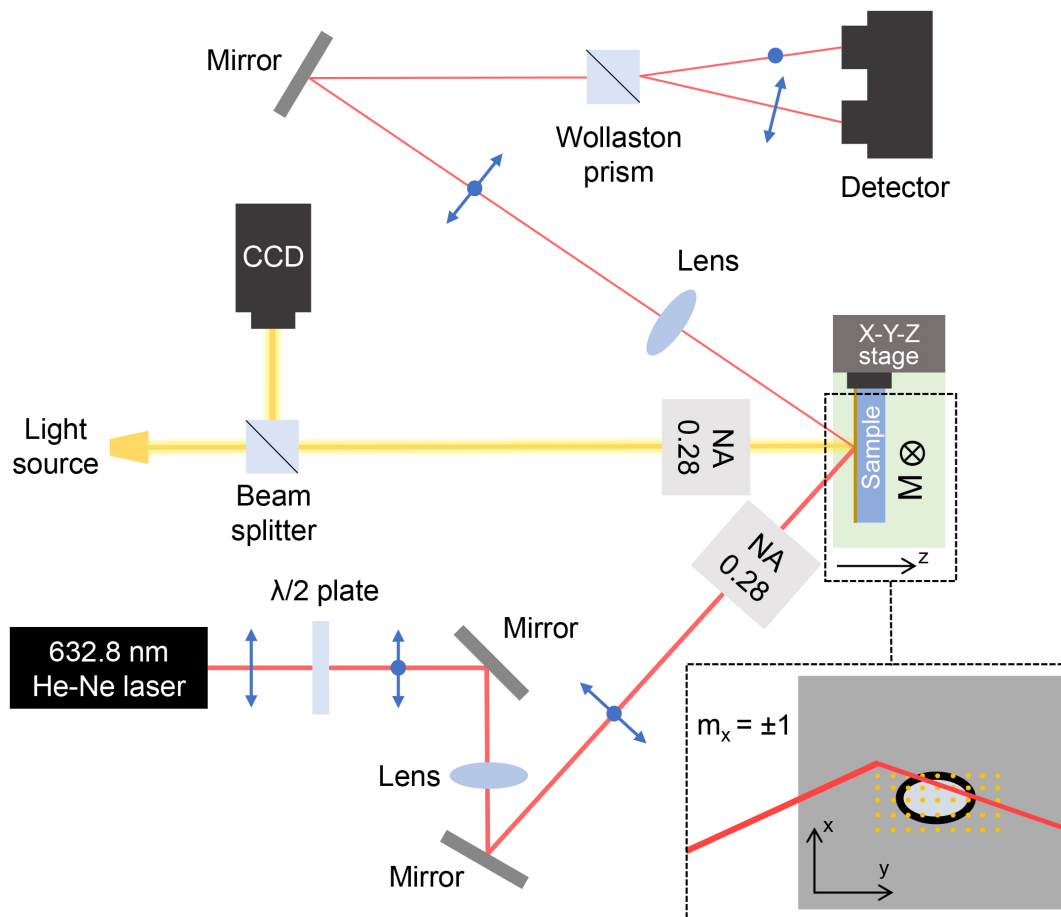 Mirror
Wollaston
prism
Detector
CCD
Lens
X-Y-Z
stage
Light
source
Beam
splitter
NA
0.28
Sample
M ⊗
z
NA
0.28
λ/2 plate
Mirror
632.8 nm
He-Ne laser
Lens
Mirror
mₓ = ±1
x
y